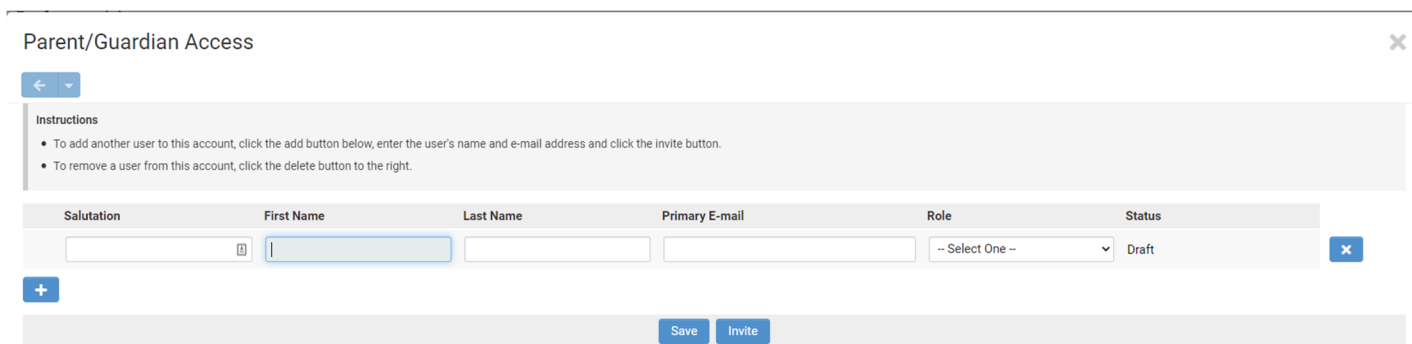 Parent/Guardian Access
Instructions
• To add another user to this account, click the add button below, enter the user's name and e-mail address and click the invite button.
• To remove a user from this account, click the delete button to the right.
Salutation First Name Last Name Primary E-mail Role Status
-- Select One -- Draft
Save Invite